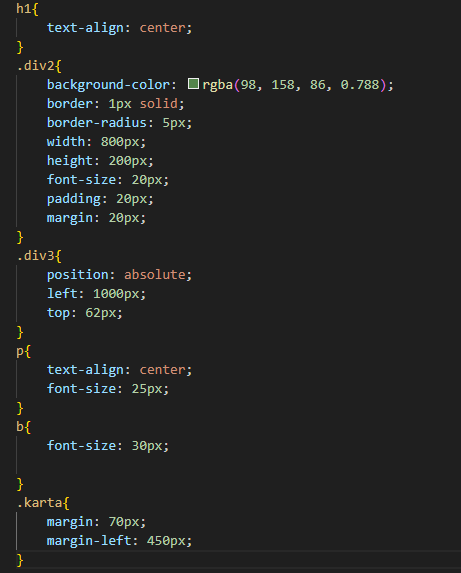 h1{
    text-align: center;
}
.div2{
    background-color: rgba(98, 158, 86, 0.788);
    border: 1px solid;
    border-radius: 5px;
    width: 800px;
    height: 200px;
    font-size: 20px;
    padding: 20px;
    margin: 20px;
}
.div3{
    position: absolute;
    left: 1000px;
    top: 62px;
}
p{
    text-align: center;
    font-size: 25px;
}
b{
    font-size: 30px;

}
.karta{
    margin: 70px;
    margin-left: 450px;
}